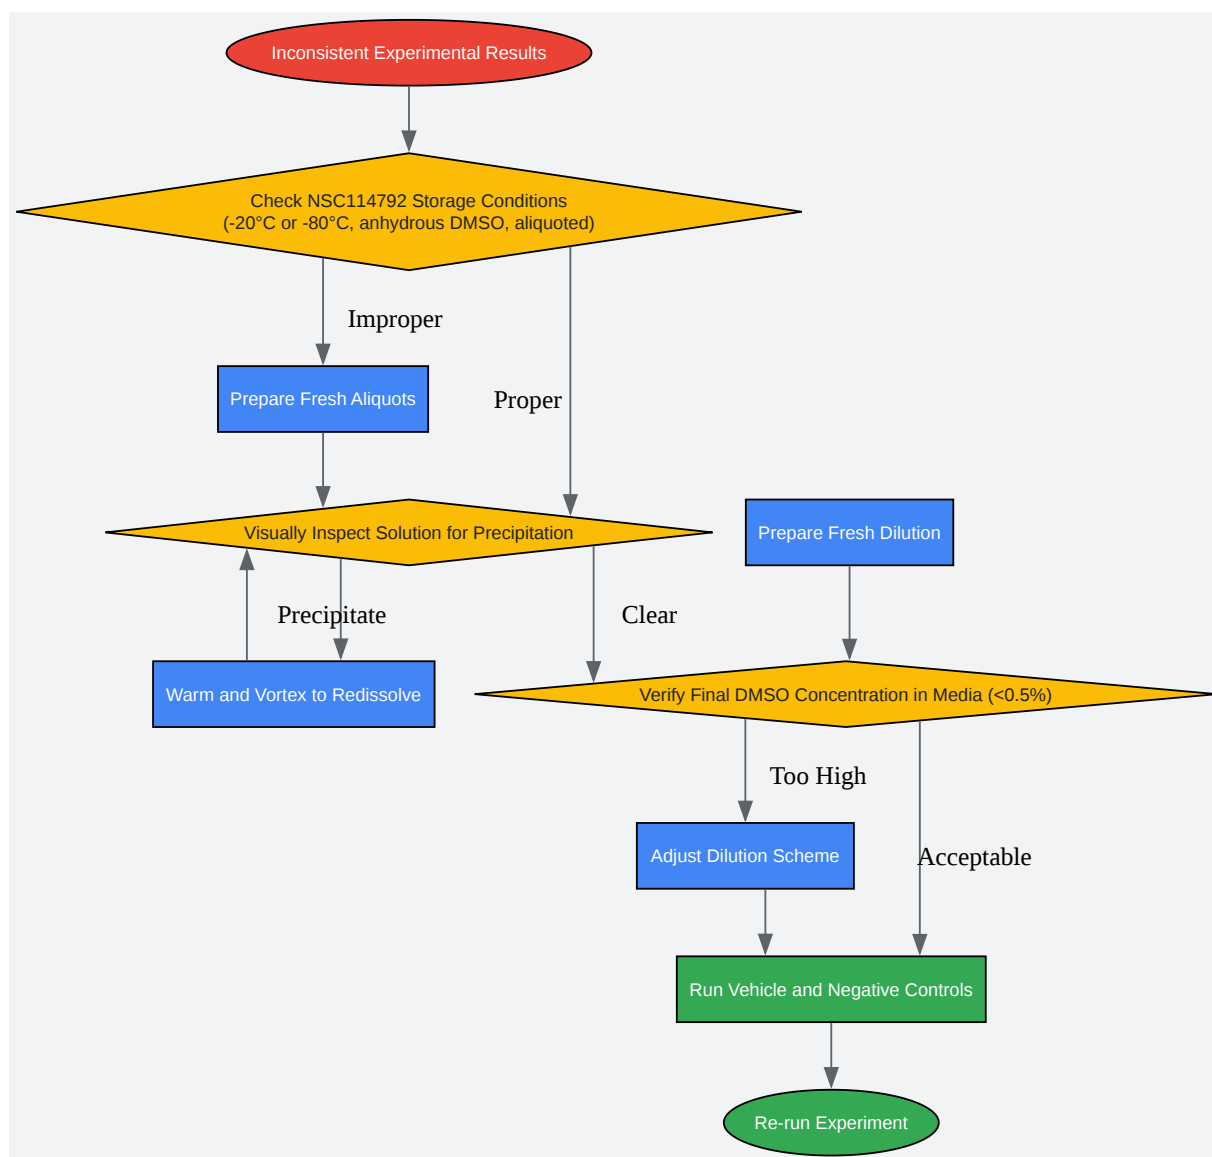 Inconsistent Experimental Results
Check NSC114792 Storage Conditions
(-20°C or -80°C, anhydrous DMSO, aliquoted)
Improper
Prepare Fresh Aliquots
Proper
Visually Inspect Solution for Precipitation
Prepare Fresh Dilution
Precipitate
Clear
Warm and Vortex to Redissolve
Verify Final DMSO Concentration in Media (<0.5%)
Too High
Adjust Dilution Scheme
Acceptable
Run Vehicle and Negative Controls
Re-run Experiment